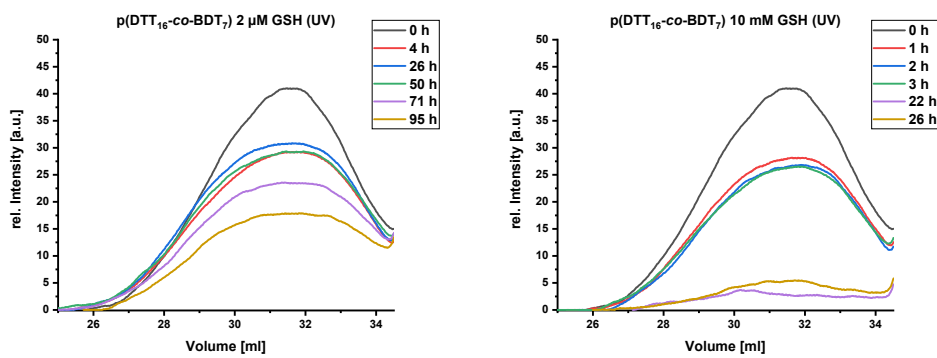 p(DTT₁₆-co-BDT₇) 2 µM GSH (UV)
0 h
4 h
26 h
50 h
71 h
95 h
50
45
40
35
30
25
20
15
10
5
0
rel. Intensity [a.u.]
26 28 30 32 34
Volume [ml]
p(DTT₁₆-co-BDT₇) 10 mM GSH (UV)
0 h
1 h
2 h
3 h
22 h
26 h
50
45
40
35
30
25
20
15
10
5
0
rel. Intensity [a.u.]
26 28 30 32 34
Volume [ml]